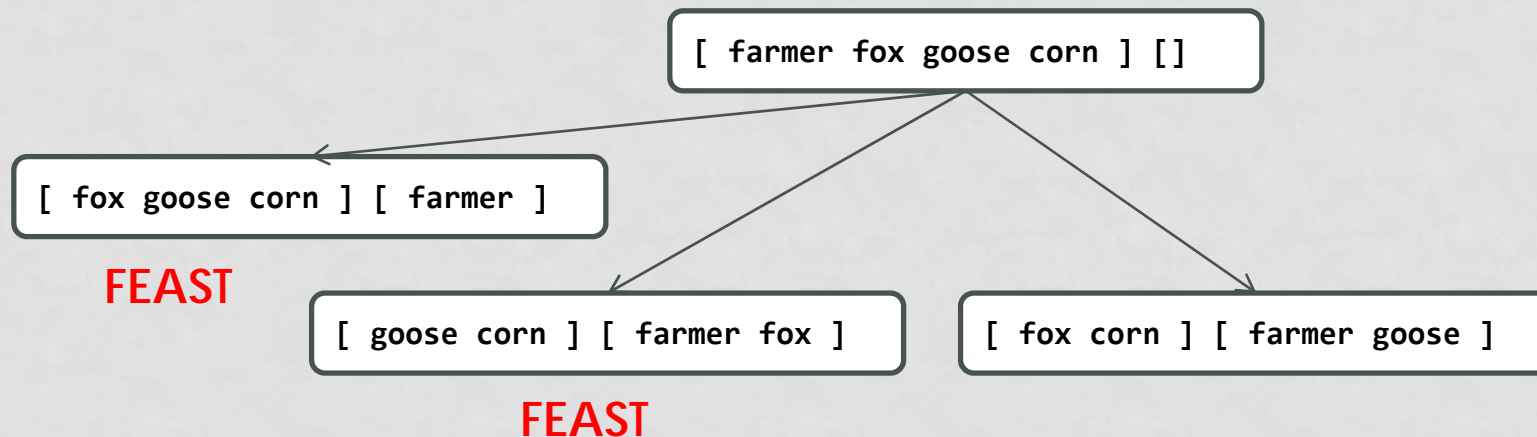 [ farmer fox goose corn ] []
[ fox goose corn ] [ farmer ]
FEAST
[ goose corn ] [ farmer fox ]
[ fox corn ] [ farmer goose ]
FEAST